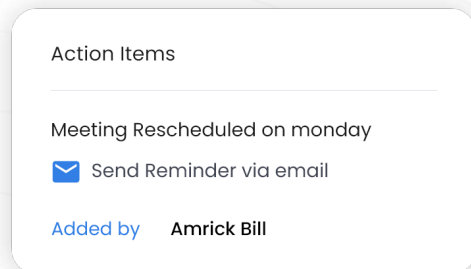 Action Items
Meeting Rescheduled on monday
Send Reminder via email
Added by Amrick Bill